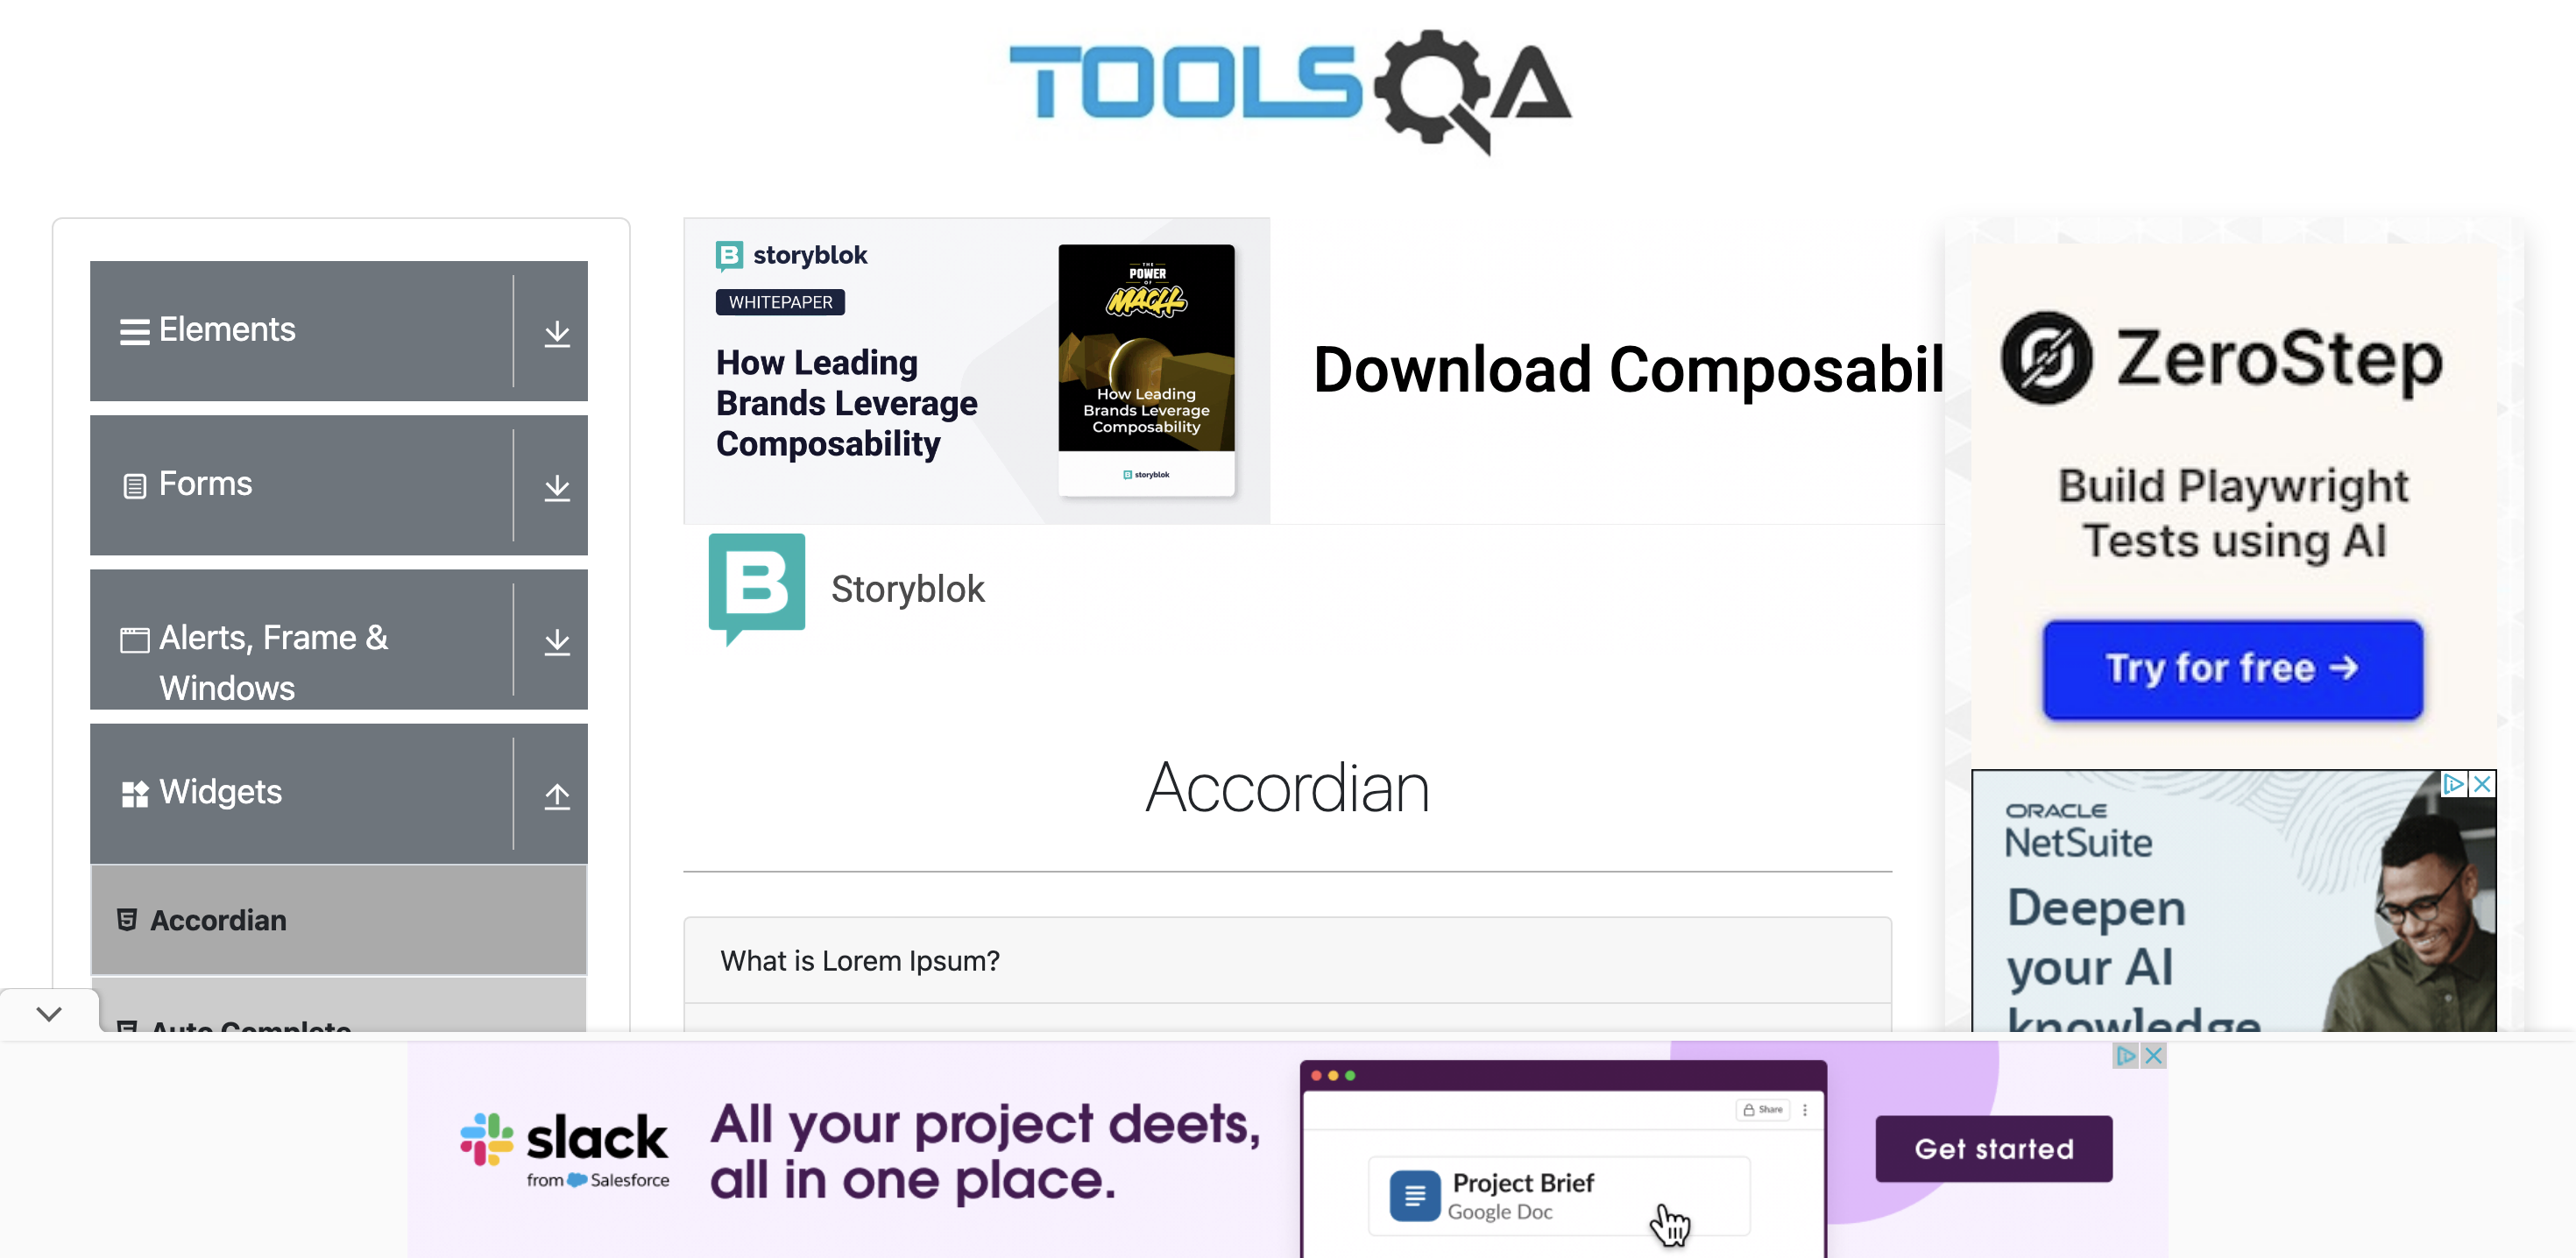 TOOLSQA
Elements
Forms
Alerts, Frame &
Windows
Widgets
Accordian
Auto Complete
storyblok
WHITEPAPER
How Leading
Brands Leverage
Composability
THE
POWER
OF
MACH
How Leading
Brands Leverage
Composability
storyblok
Download Composabil
Storyblok
Accordian
What is Lorem Ipsum?
ZeroStep
Build Playwright
Tests using AI
Try for free →
ORACLE
NetSuite
Deepen
your AI
knowledge
slack
from Salesforce
All your project deets,
all in one place.
Share
Project Brief
Google Doc
Get started